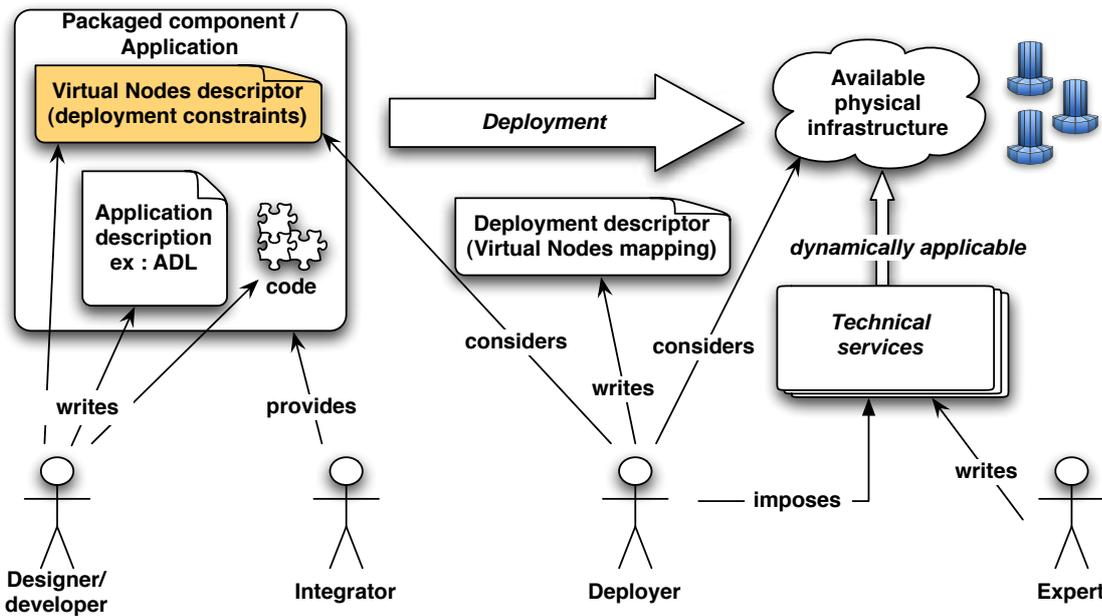 Packaged component /
Application
Virtual Nodes descriptor
(deployment constraints)
Application
description
ex : ADL
code
Deployment
Available
physical
infrastructure
Deployment descriptor
(Virtual Nodes mapping)
dynamically applicable
Technical
services
considers
considers
writes
writes
provides
imposes
writes
Designer/
developer
Integrator
Deployer
Expert